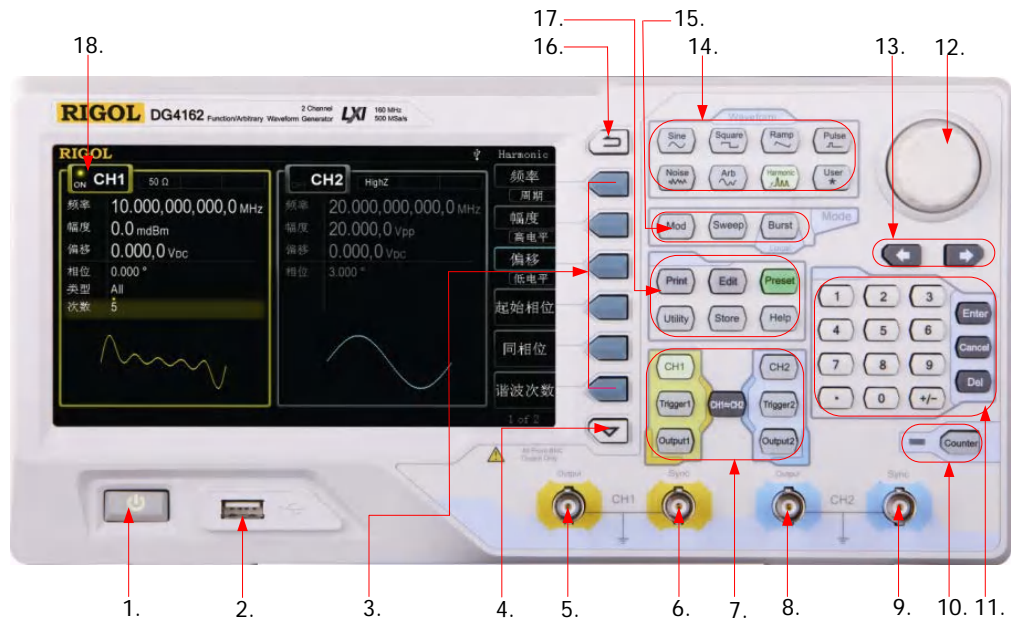 18.
17.
16.
15.
14.
13.
12.
RIGOL DG4162 Function/Arbitrary Waveform Generator
2 Channel
LXI
160 MHz
500 MSa/s
RIGOL
Harmonic
ON CH1 50 Ω
CH2 HighZ
频率 10.000,000,000,0 MHz
频率 20.000,000,000,0 MHz
幅度 0.0 mdBm
幅度 20.000,0 Vpp
偏移 0.000,0 VDC
偏移 0.000,0 VDC
相位 0.000 °
相位 3.000 °
类型 All
次数 5
频率
周期
幅度
高电平
偏移
低电平
起始相位
同相位
谐波次数
1 of 2
Waveform
Sine
Square
Ramp
Pulse
Noise
Arb
Harmonic
User
Mod
Sweep
Burst
Mode
Local
Print
Edit
Preset
Utility
Store
Help
1
2
3
Enter
4
5
6
Cancel
7
8
9
Del
.
0
+/-
CH1
CH2
Trigger1
CH1⇋CH2
Trigger2
Output1
Output2
Counter
Output
Sync
Output
Sync
CH1
CH2
1.
2.
3.
4.
5.
6.
7.
8.
9.
10.
11.